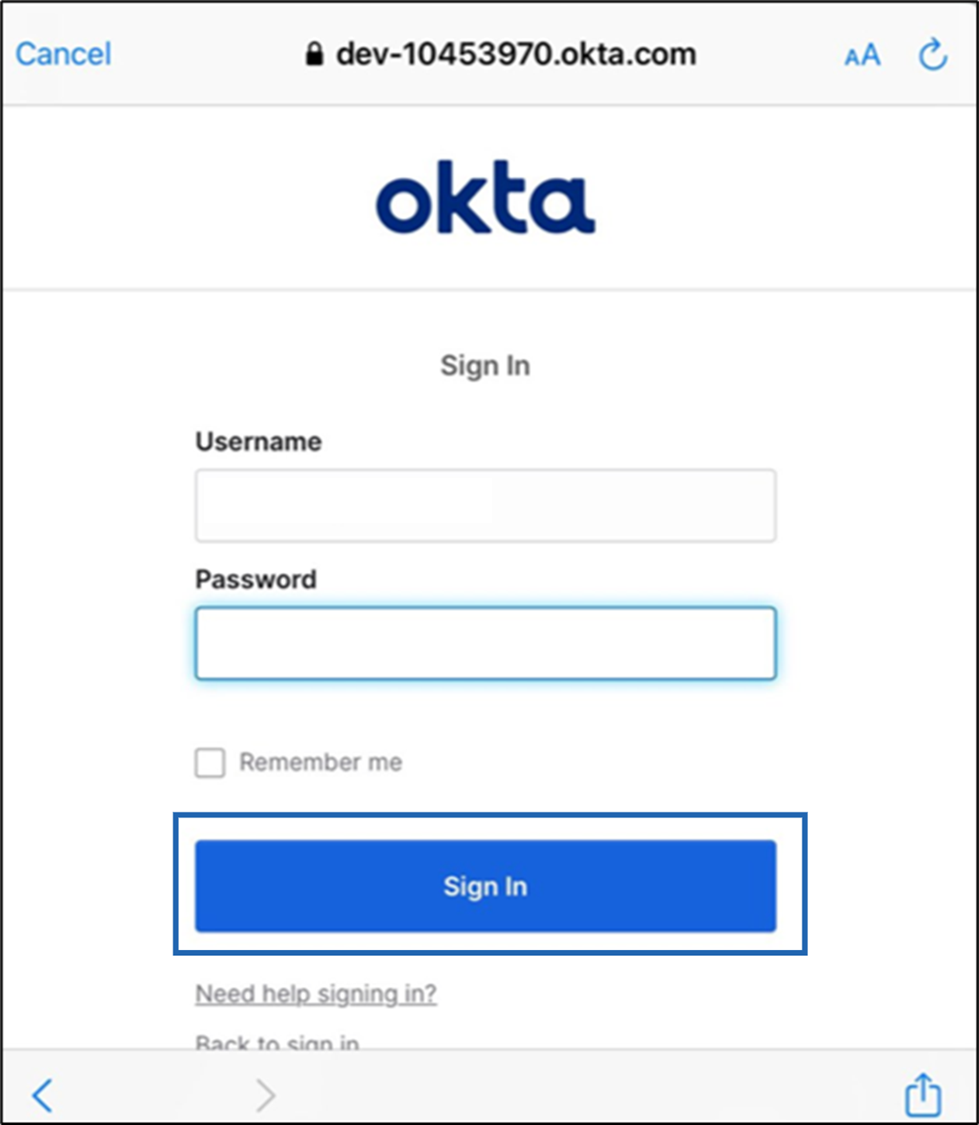 Cancel dev-10453970.okta.com AA
okta
Sign In
Username
Password
Remember me
Sign In
Need help signing in?
Back to sign in